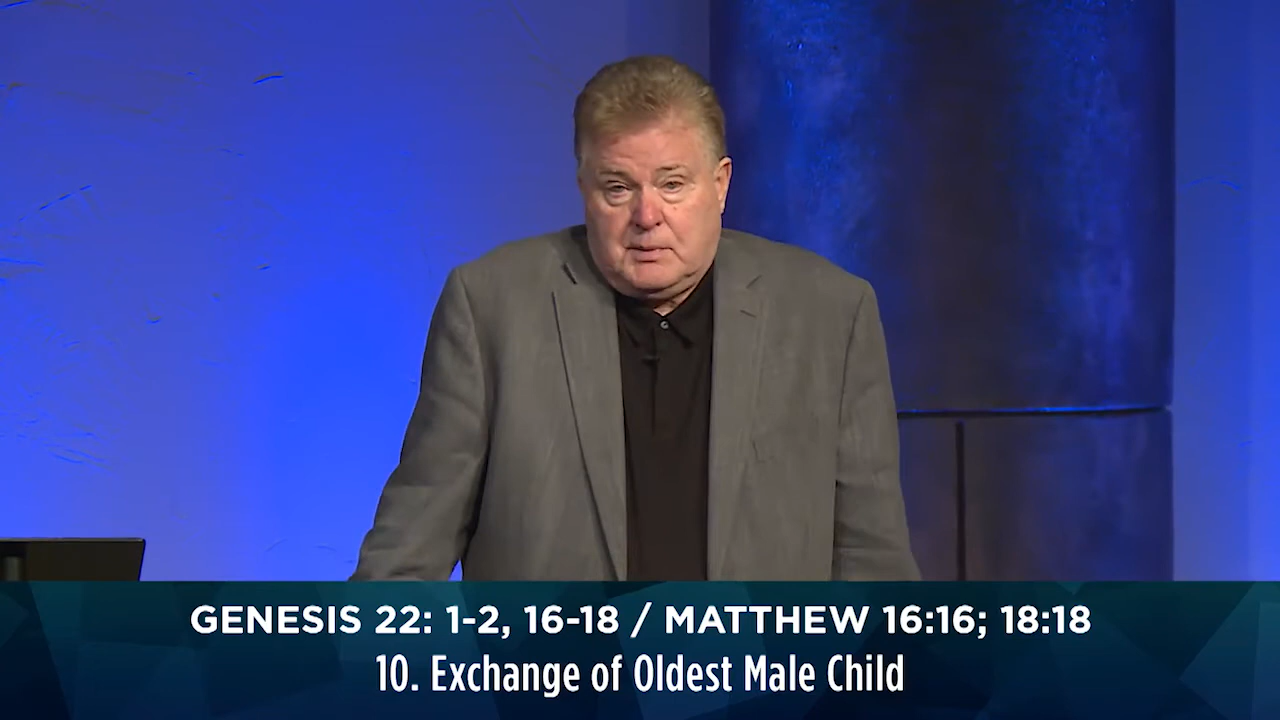 GENESIS 22: 1-2, 16-18 / MATTHEW 16:16; 18:18
10. Exchange of Oldest Male Child